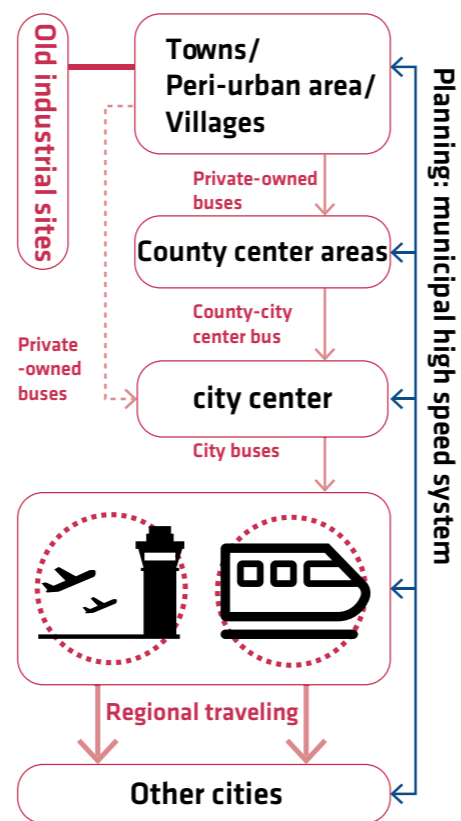 Old industrial sites
Towns/
Peri-urban area/
Villages
Private-owned
buses
County center areas
County-city
center bus
Private
-owned
buses
city center
City buses
Regional traveling
Other cities
Planning: municipal high speed system